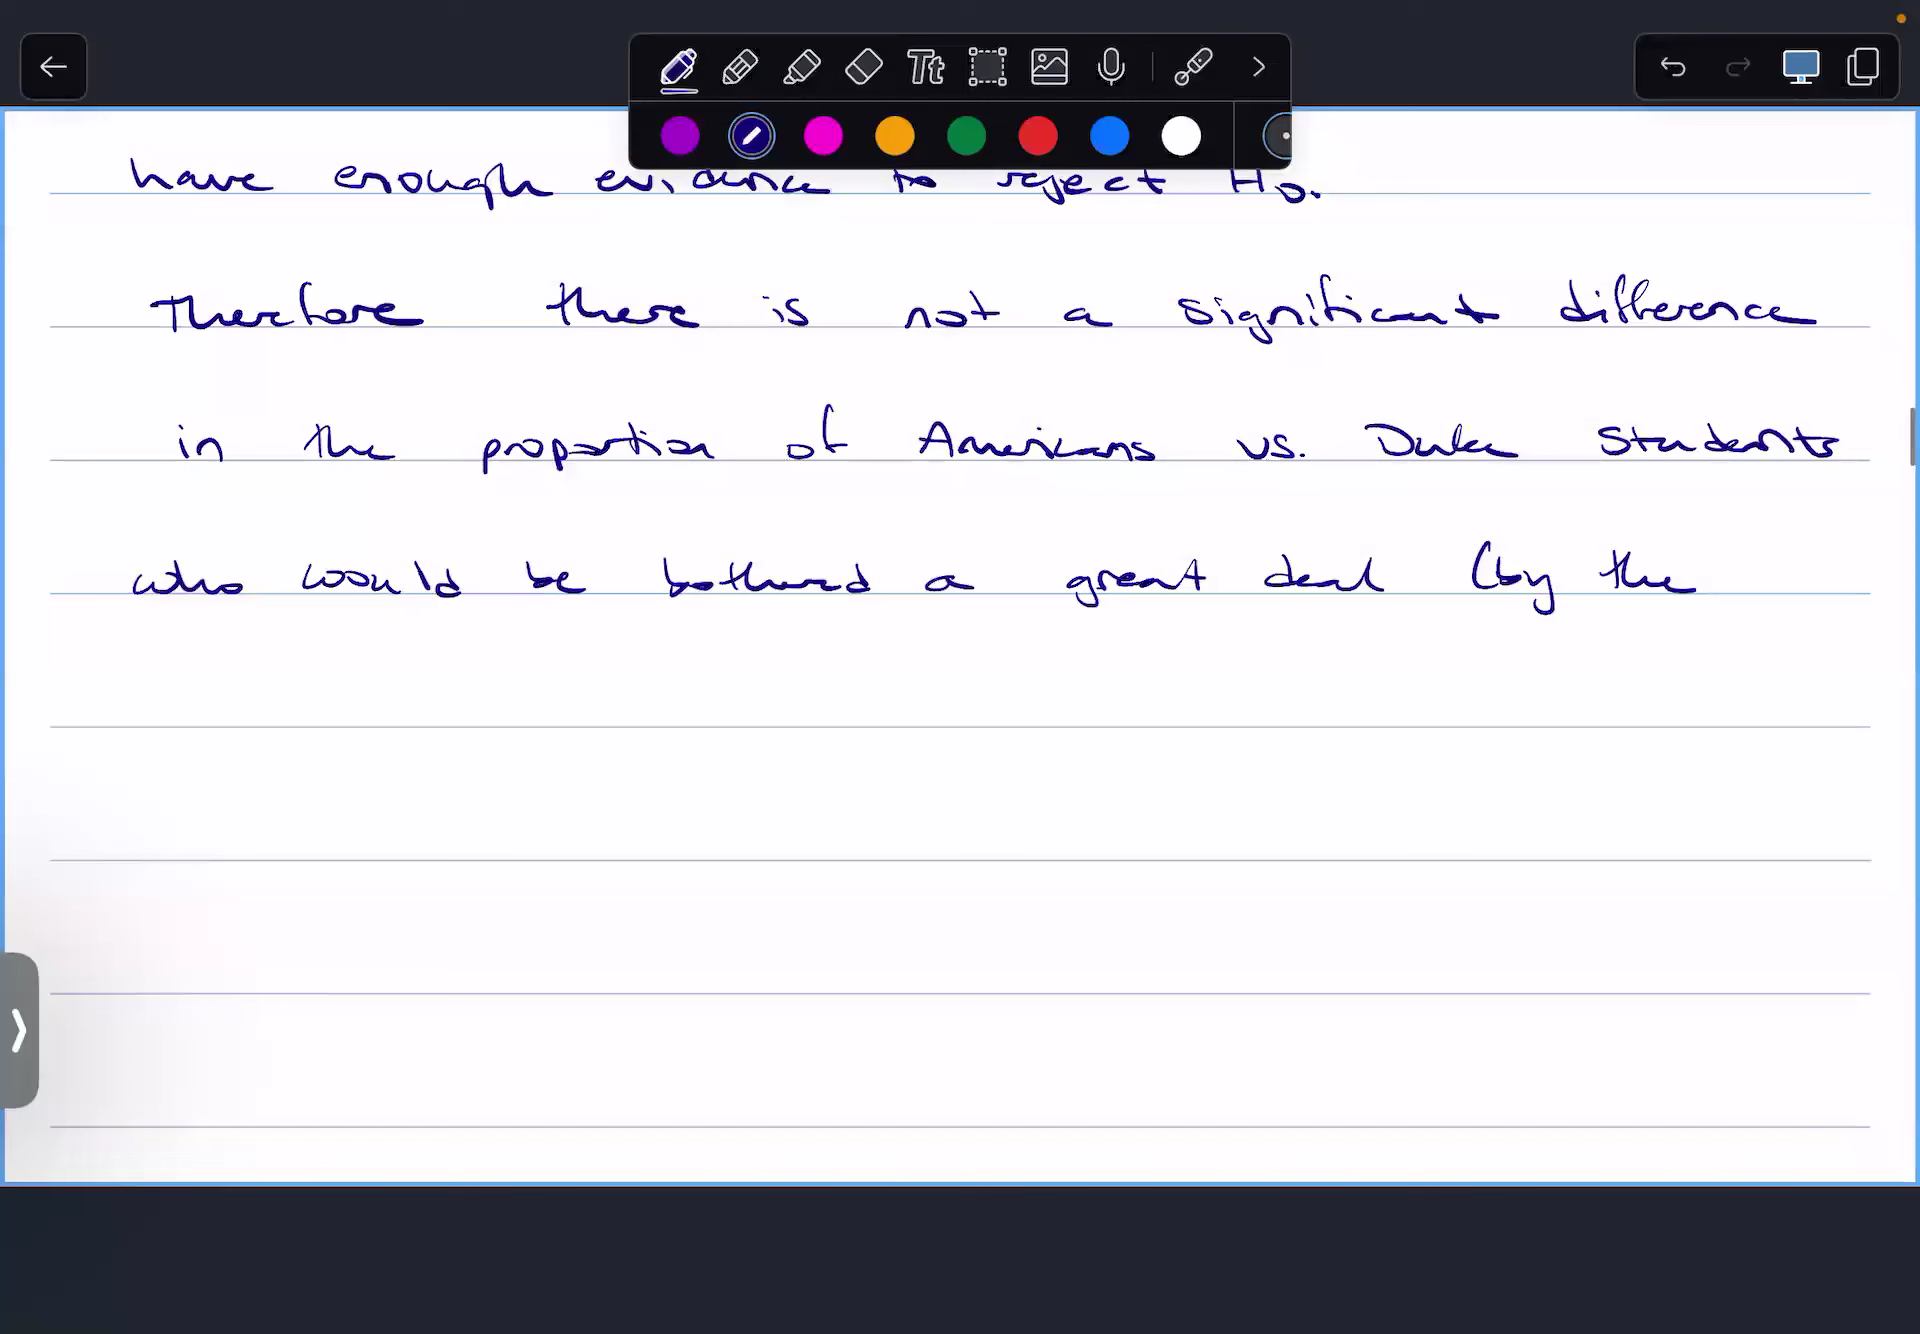 have enough evidence to reject Ho.
Therefore there is not a significant difference
in the proportion of Americans vs. Duke Students
who would be bothered a great deal (by the